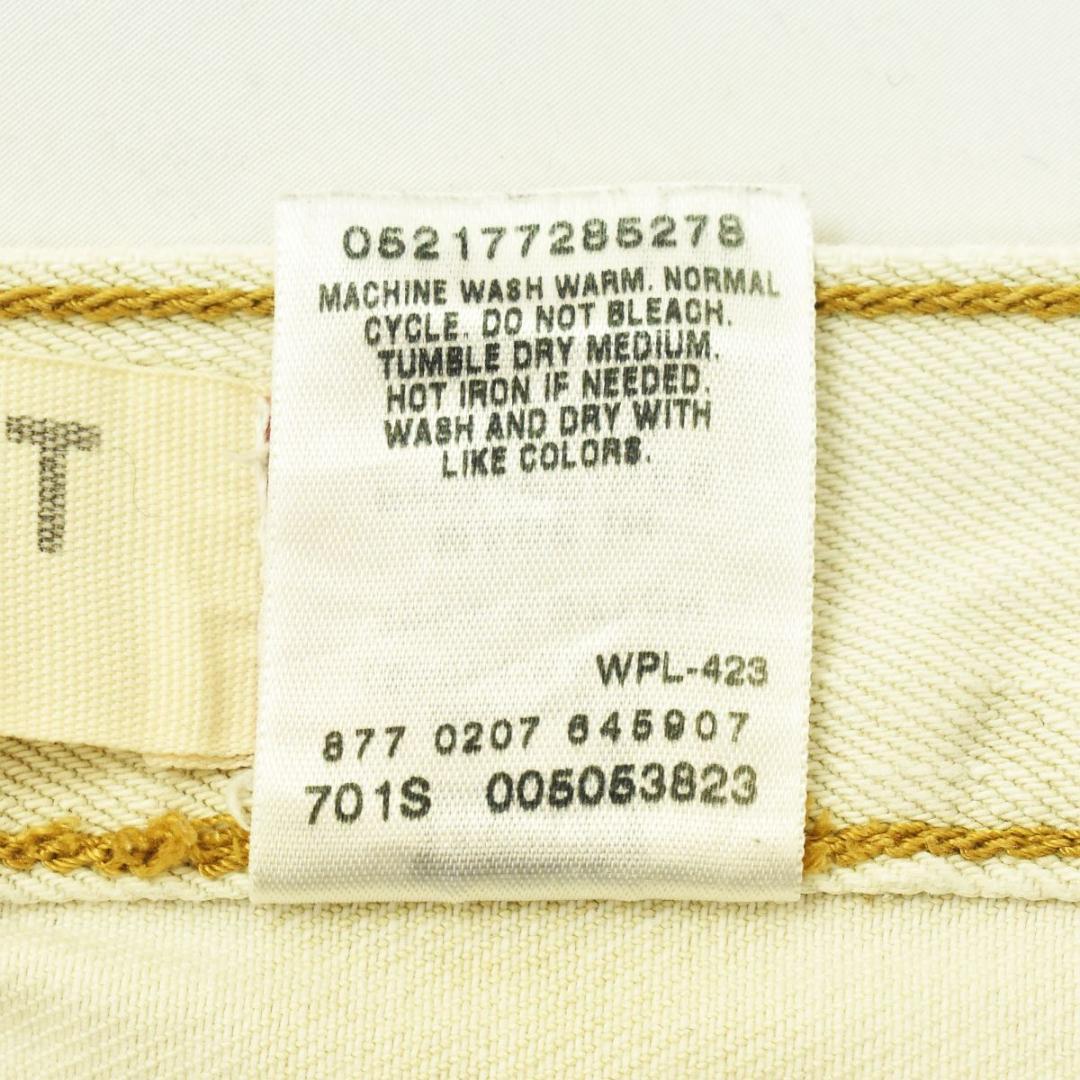 052177285278
MACHINE WASH WARM. NORMAL
CYCLE. DO NOT BLEACH.
TUMBLE DRY MEDIUM.
HOT IRON IF NEEDED.
WASH AND DRY WITH
LIKE COLORS.
T
WPL-423
877 0207 645907
701S 005053823